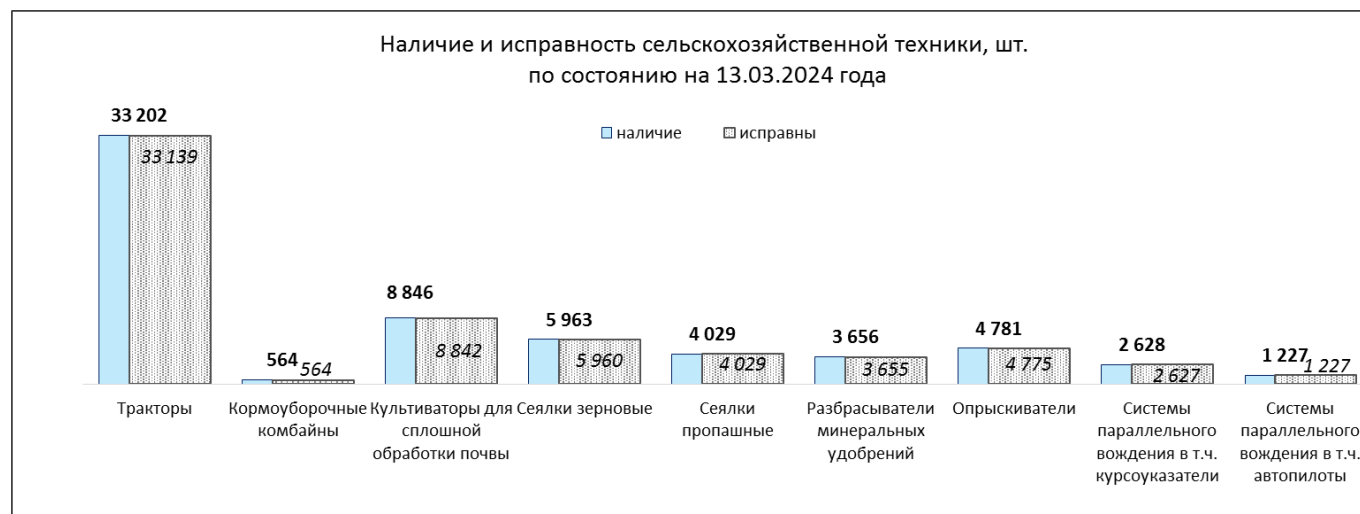 Наличие и исправность сельскохозяйственной техники, шт.
по состоянию на 13.03.2024 года
наличие
исправны
33 202
33 139
564
564
8 846
8 842
5 963
5 960
4 029
4 029
3 656
3 655
4 781
4 775
2 628
2 627
1 227
1 227
Тракторы
Кормоуборочные
комбайны
Культиваторы для
сплошной
обработки почвы
Сеялки зерновые
Сеялки
пропашные
Разбрасыватели
минеральных
удобрений
Опрыскиватели
Системы
параллельного
вождения в т.ч.
курсоуказатели
Системы
параллельного
вождения в т.ч.
автопилоты